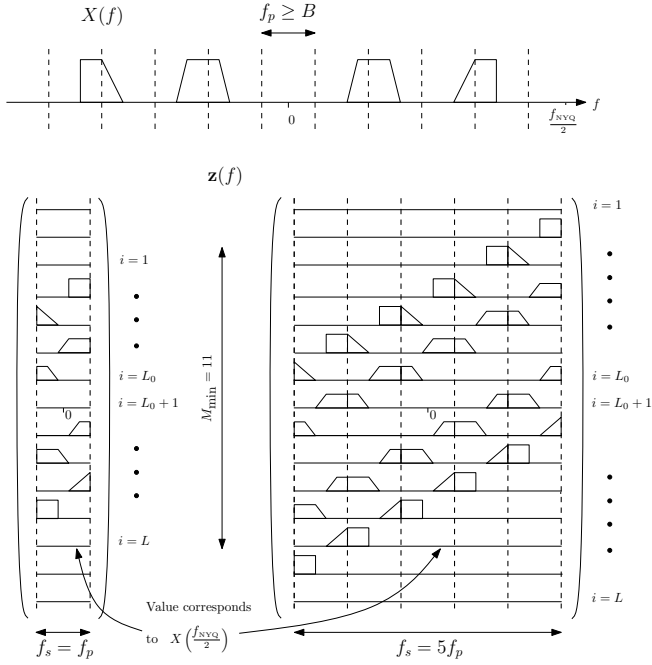 X(f)
f_p ≥ B
f
0
f_NYQ / 2
z(f)
i = 1
i = 1
M_min = 11
i = L_0
i = L_0
i = L_0 + 1
i = L_0 + 1
0
0
i = L
i = L
Value corresponds
to X(f_NYQ / 2)
f_s = f_p
f_s = 5f_p